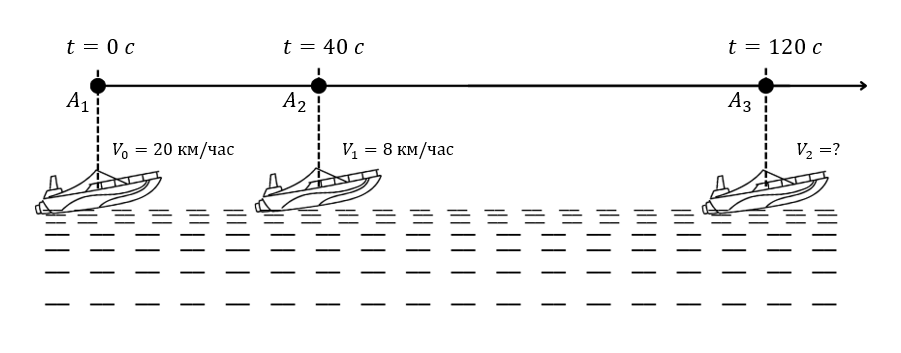 t = 0 с t = 40 с t = 120 с
A₁ A₂ A₃
V₀ = 20 км/час V₁ = 8 км/час V₂ =?